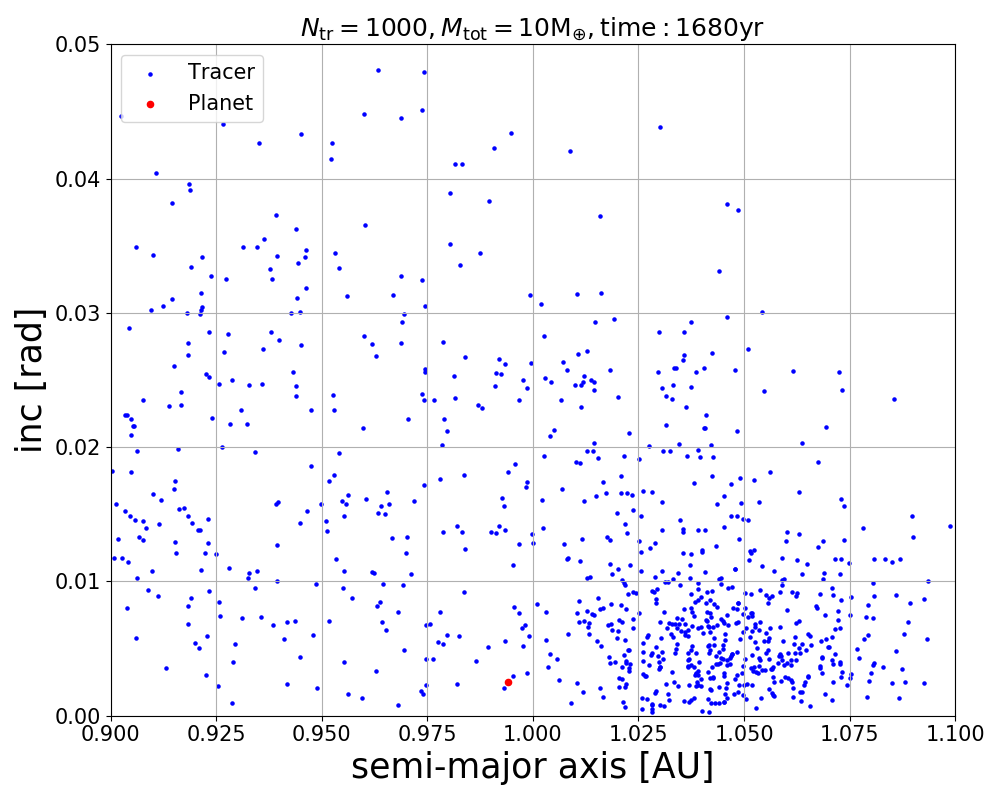 N_tr = 1000, M_tot = 10M_⊕, time : 1680yr
Tracer
Planet
0.05
0.04
0.03
0.02
0.01
0.00
inc [rad]
0.900 0.925 0.950 0.975 1.000 1.025 1.050 1.075 1.100
semi-major axis [AU]